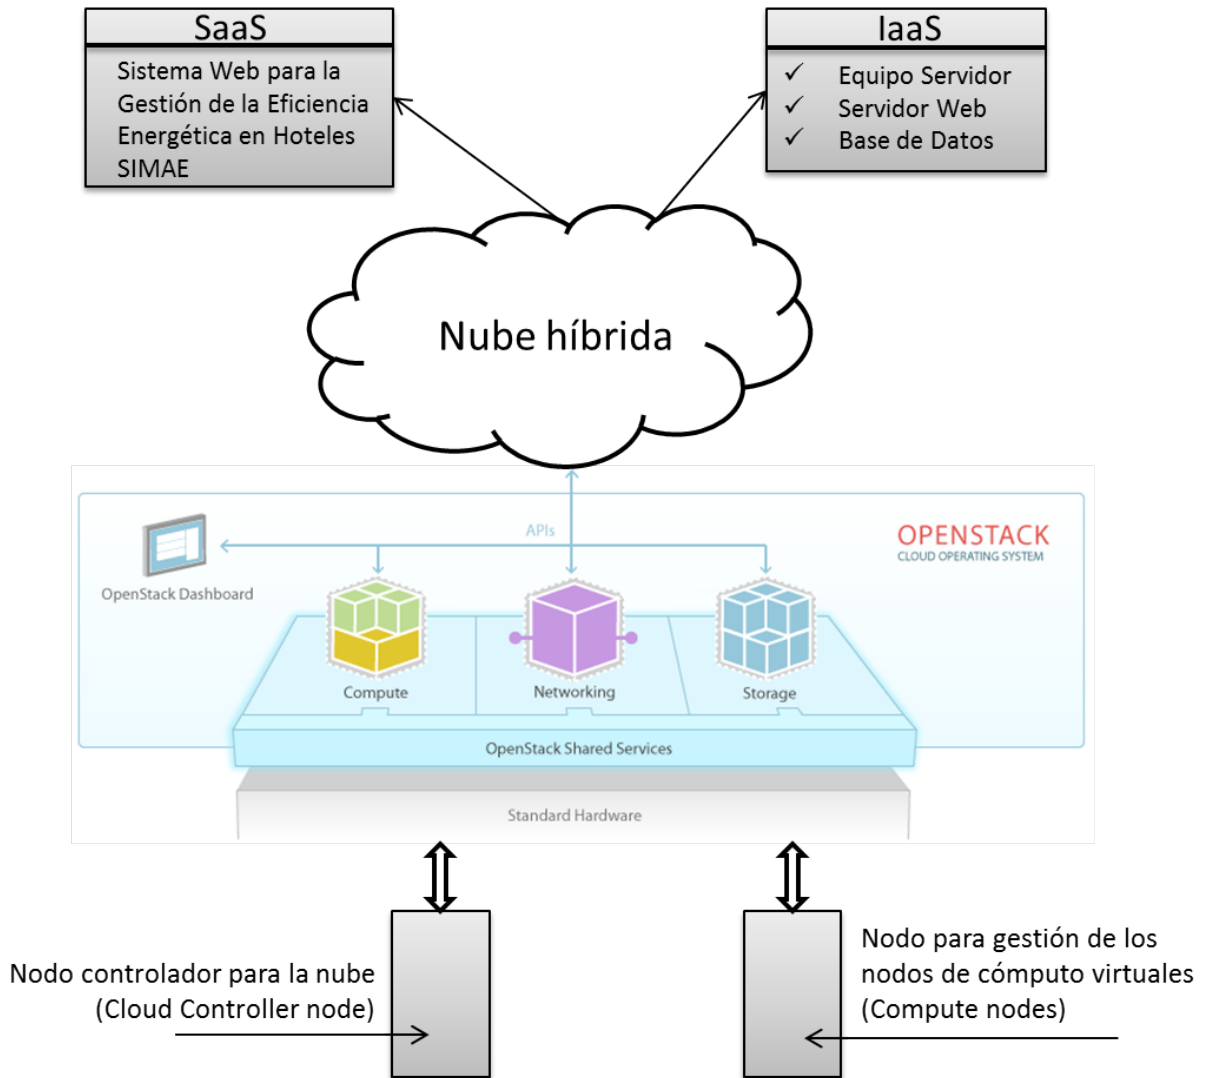 SaaS
Sistema Web para la
Gestión de la Eficiencia
Energética en Hoteles
SIMAE
IaaS
✓ Equipo Servidor
✓ Servidor Web
✓ Base de Datos
Nube híbrida
APIs
OPENSTACK
CLOUD OPERATING SYSTEM
OpenStack Dashboard
Compute
Networking
Storage
OpenStack Shared Services
Standard Hardware
Nodo controlador para la nube
(Cloud Controller node)
Nodo para gestión de los
nodos de cómputo virtuales
(Compute nodes)